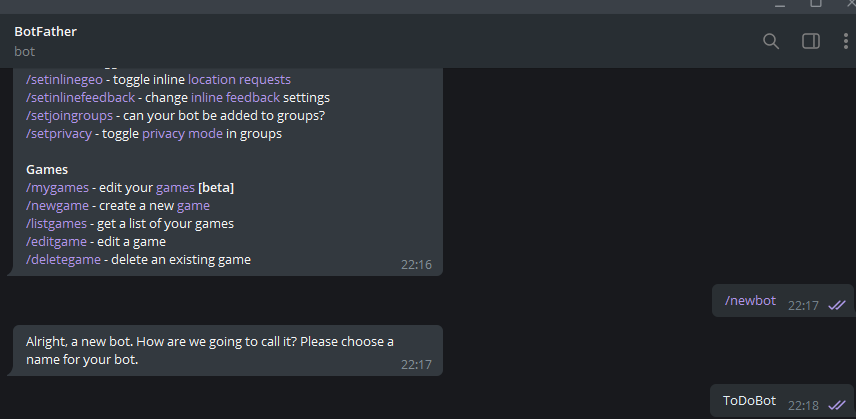 BotFather
bot
/setinlinegeo - toggle inline location requests
/setinlinefeedback - change inline feedback settings
/setjoingroups - can your bot be added to groups?
/setprivacy - toggle privacy mode in groups
Games
/mygames - edit your games [beta]
/newgame - create a new game
/listgames - get a list of your games
/editgame - edit a game
/deletegame - delete an existing game
22:16
/newbot 22:17
Alright, a new bot. How are we going to call it? Please choose a
name for your bot.
22:17
ToDoBot 22:18